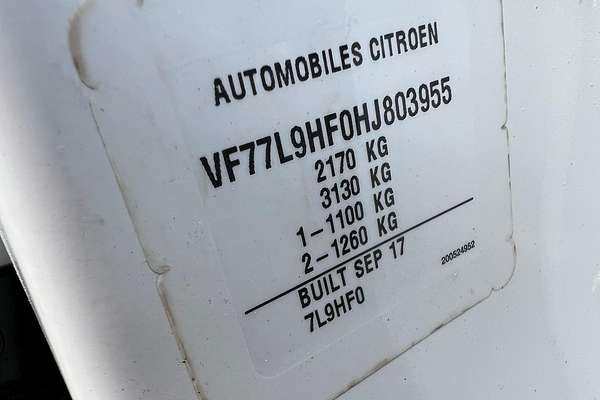 AUTOMOBILES CITROEN
VF77L9HF0HJ803955
2170 KG
3130 KG
1-1100 KG
2-1260 KG
200524952
BUILT SEP 17
7L9HF0